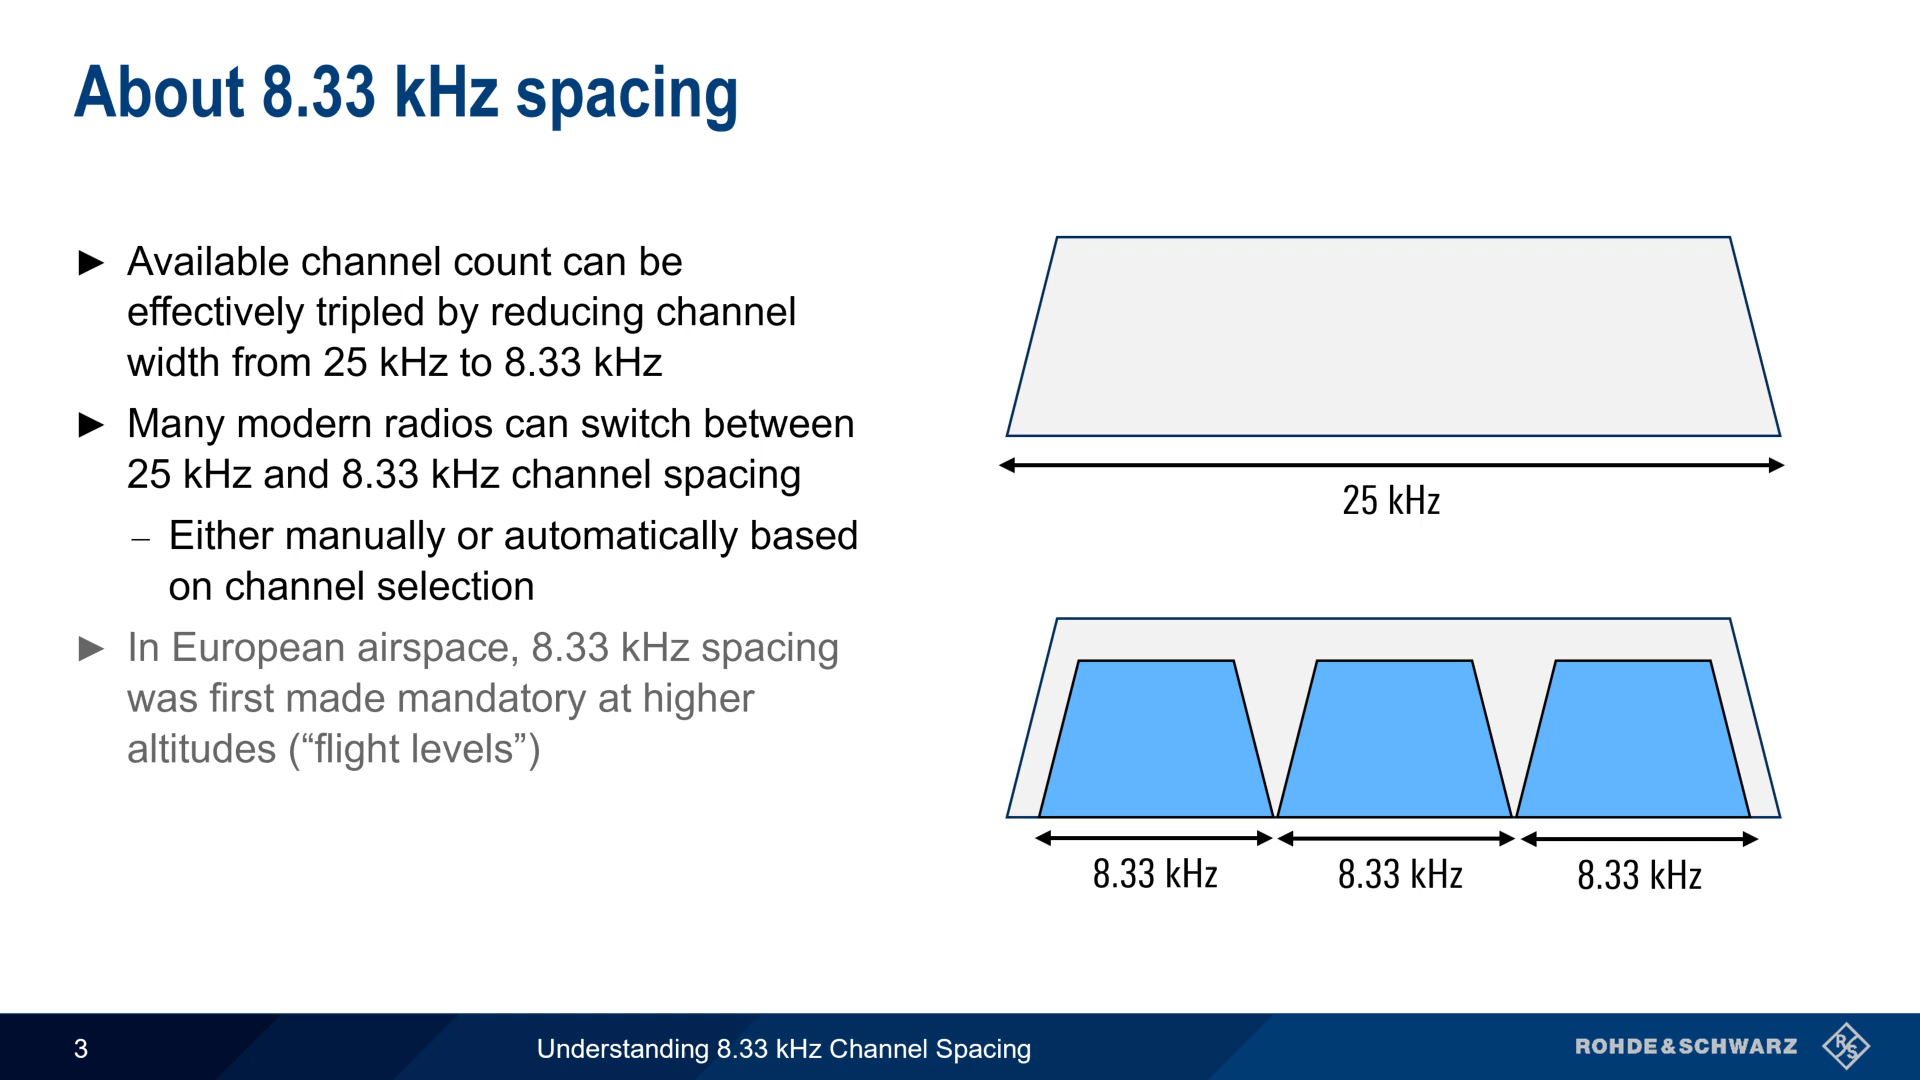 About 8.33 kHz spacing
► Available channel count can be
effectively tripled by reducing channel
width from 25 kHz to 8.33 kHz
► Many modern radios can switch between
25 kHz and 8.33 kHz channel spacing
– Either manually or automatically based
on channel selection
► In European airspace, 8.33 kHz spacing
was first made mandatory at higher
altitudes (“flight levels”)
25 kHz
8.33 kHz
8.33 kHz
8.33 kHz
3
Understanding 8.33 kHz Channel Spacing
ROHDE&SCHWARZ
R&S